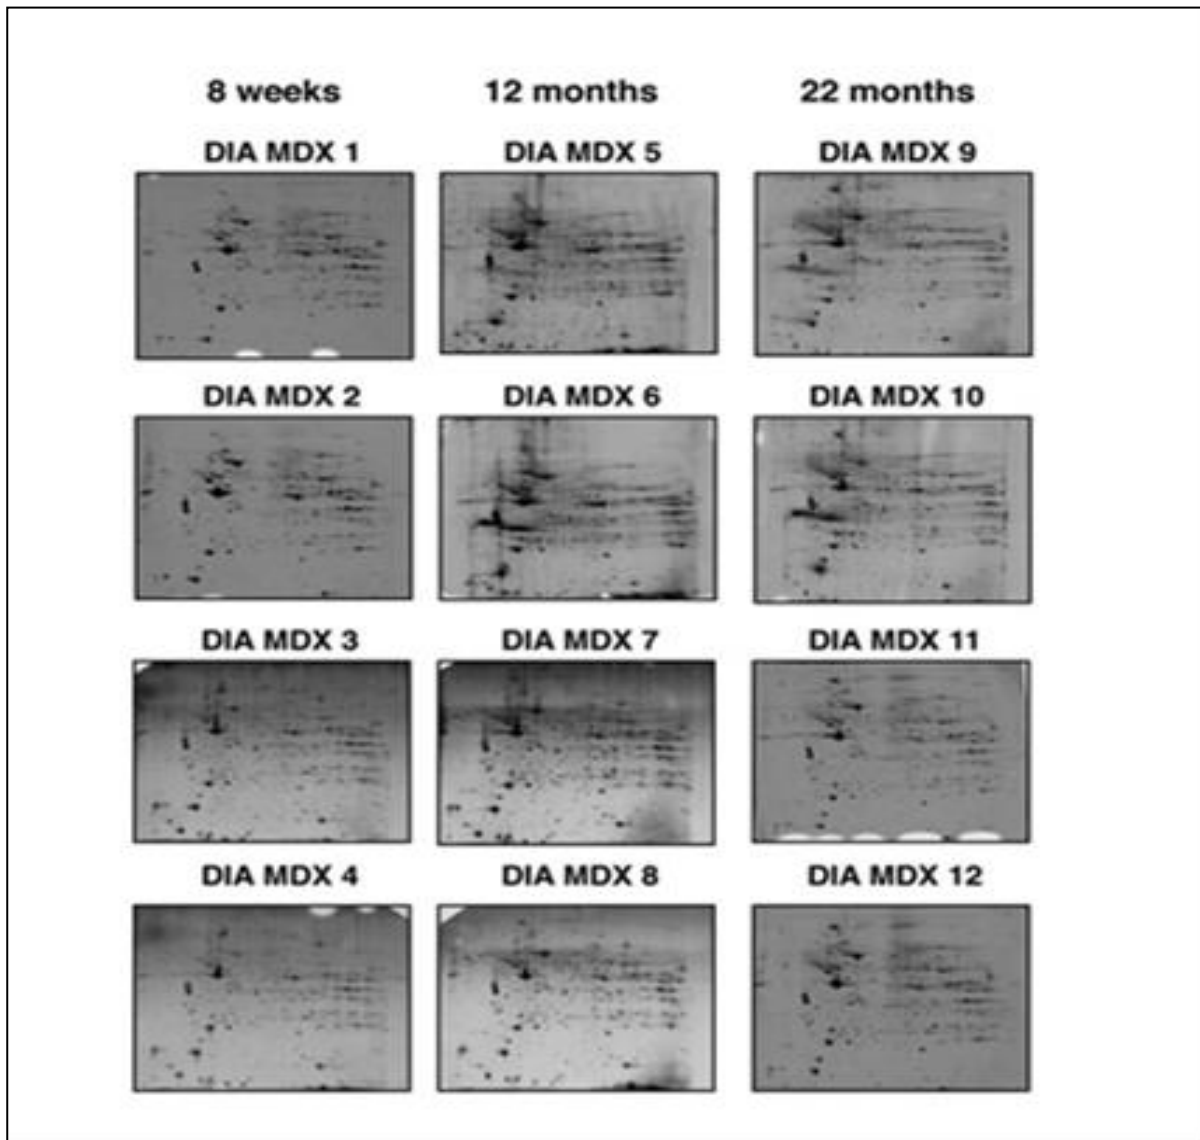 8 weeks 12 months 22 months
DIA MDX 1 DIA MDX 5 DIA MDX 9
DIA MDX 2 DIA MDX 6 DIA MDX 10
DIA MDX 3 DIA MDX 7 DIA MDX 11
DIA MDX 4 DIA MDX 8 DIA MDX 12